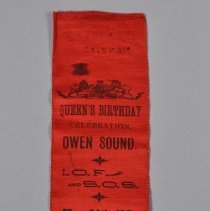 QUEEN'S BIRTHDAY
CELEBRATION,
OWEN SOUND.
I.O.F.
AND S.O.S.